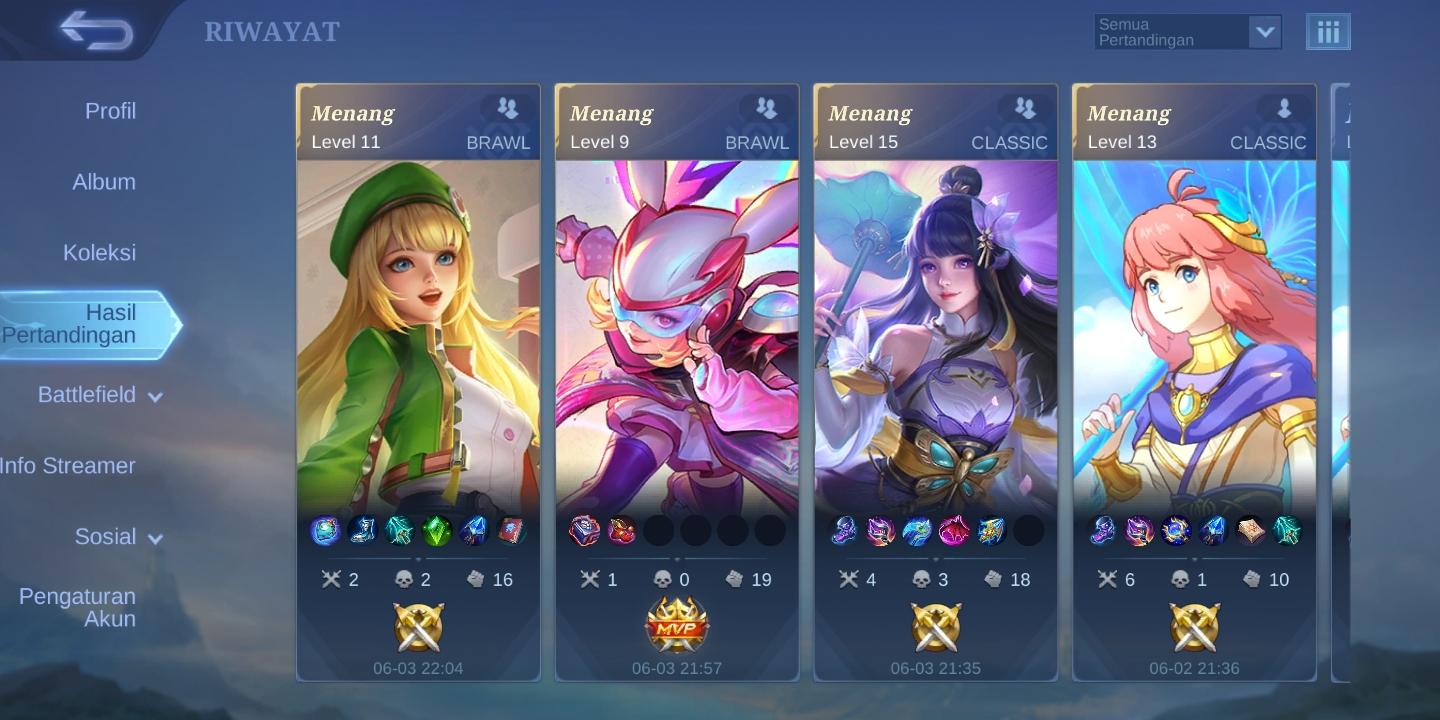 RIWAYAT
Semua
Pertandingan
Profil
Album
Koleksi
Hasil
Pertandingan
Battlefield
Info Streamer
Sosial
Pengaturan
Akun
Menang
Level 11 BRAWL
2 2 16
06-03 22:04
Menang
Level 9 BRAWL
1 0 19
MVP
06-03 21:57
Menang
Level 15 CLASSIC
4 3 18
06-03 21:35
Menang
Level 13 CLASSIC
6 1 10
06-02 21:36